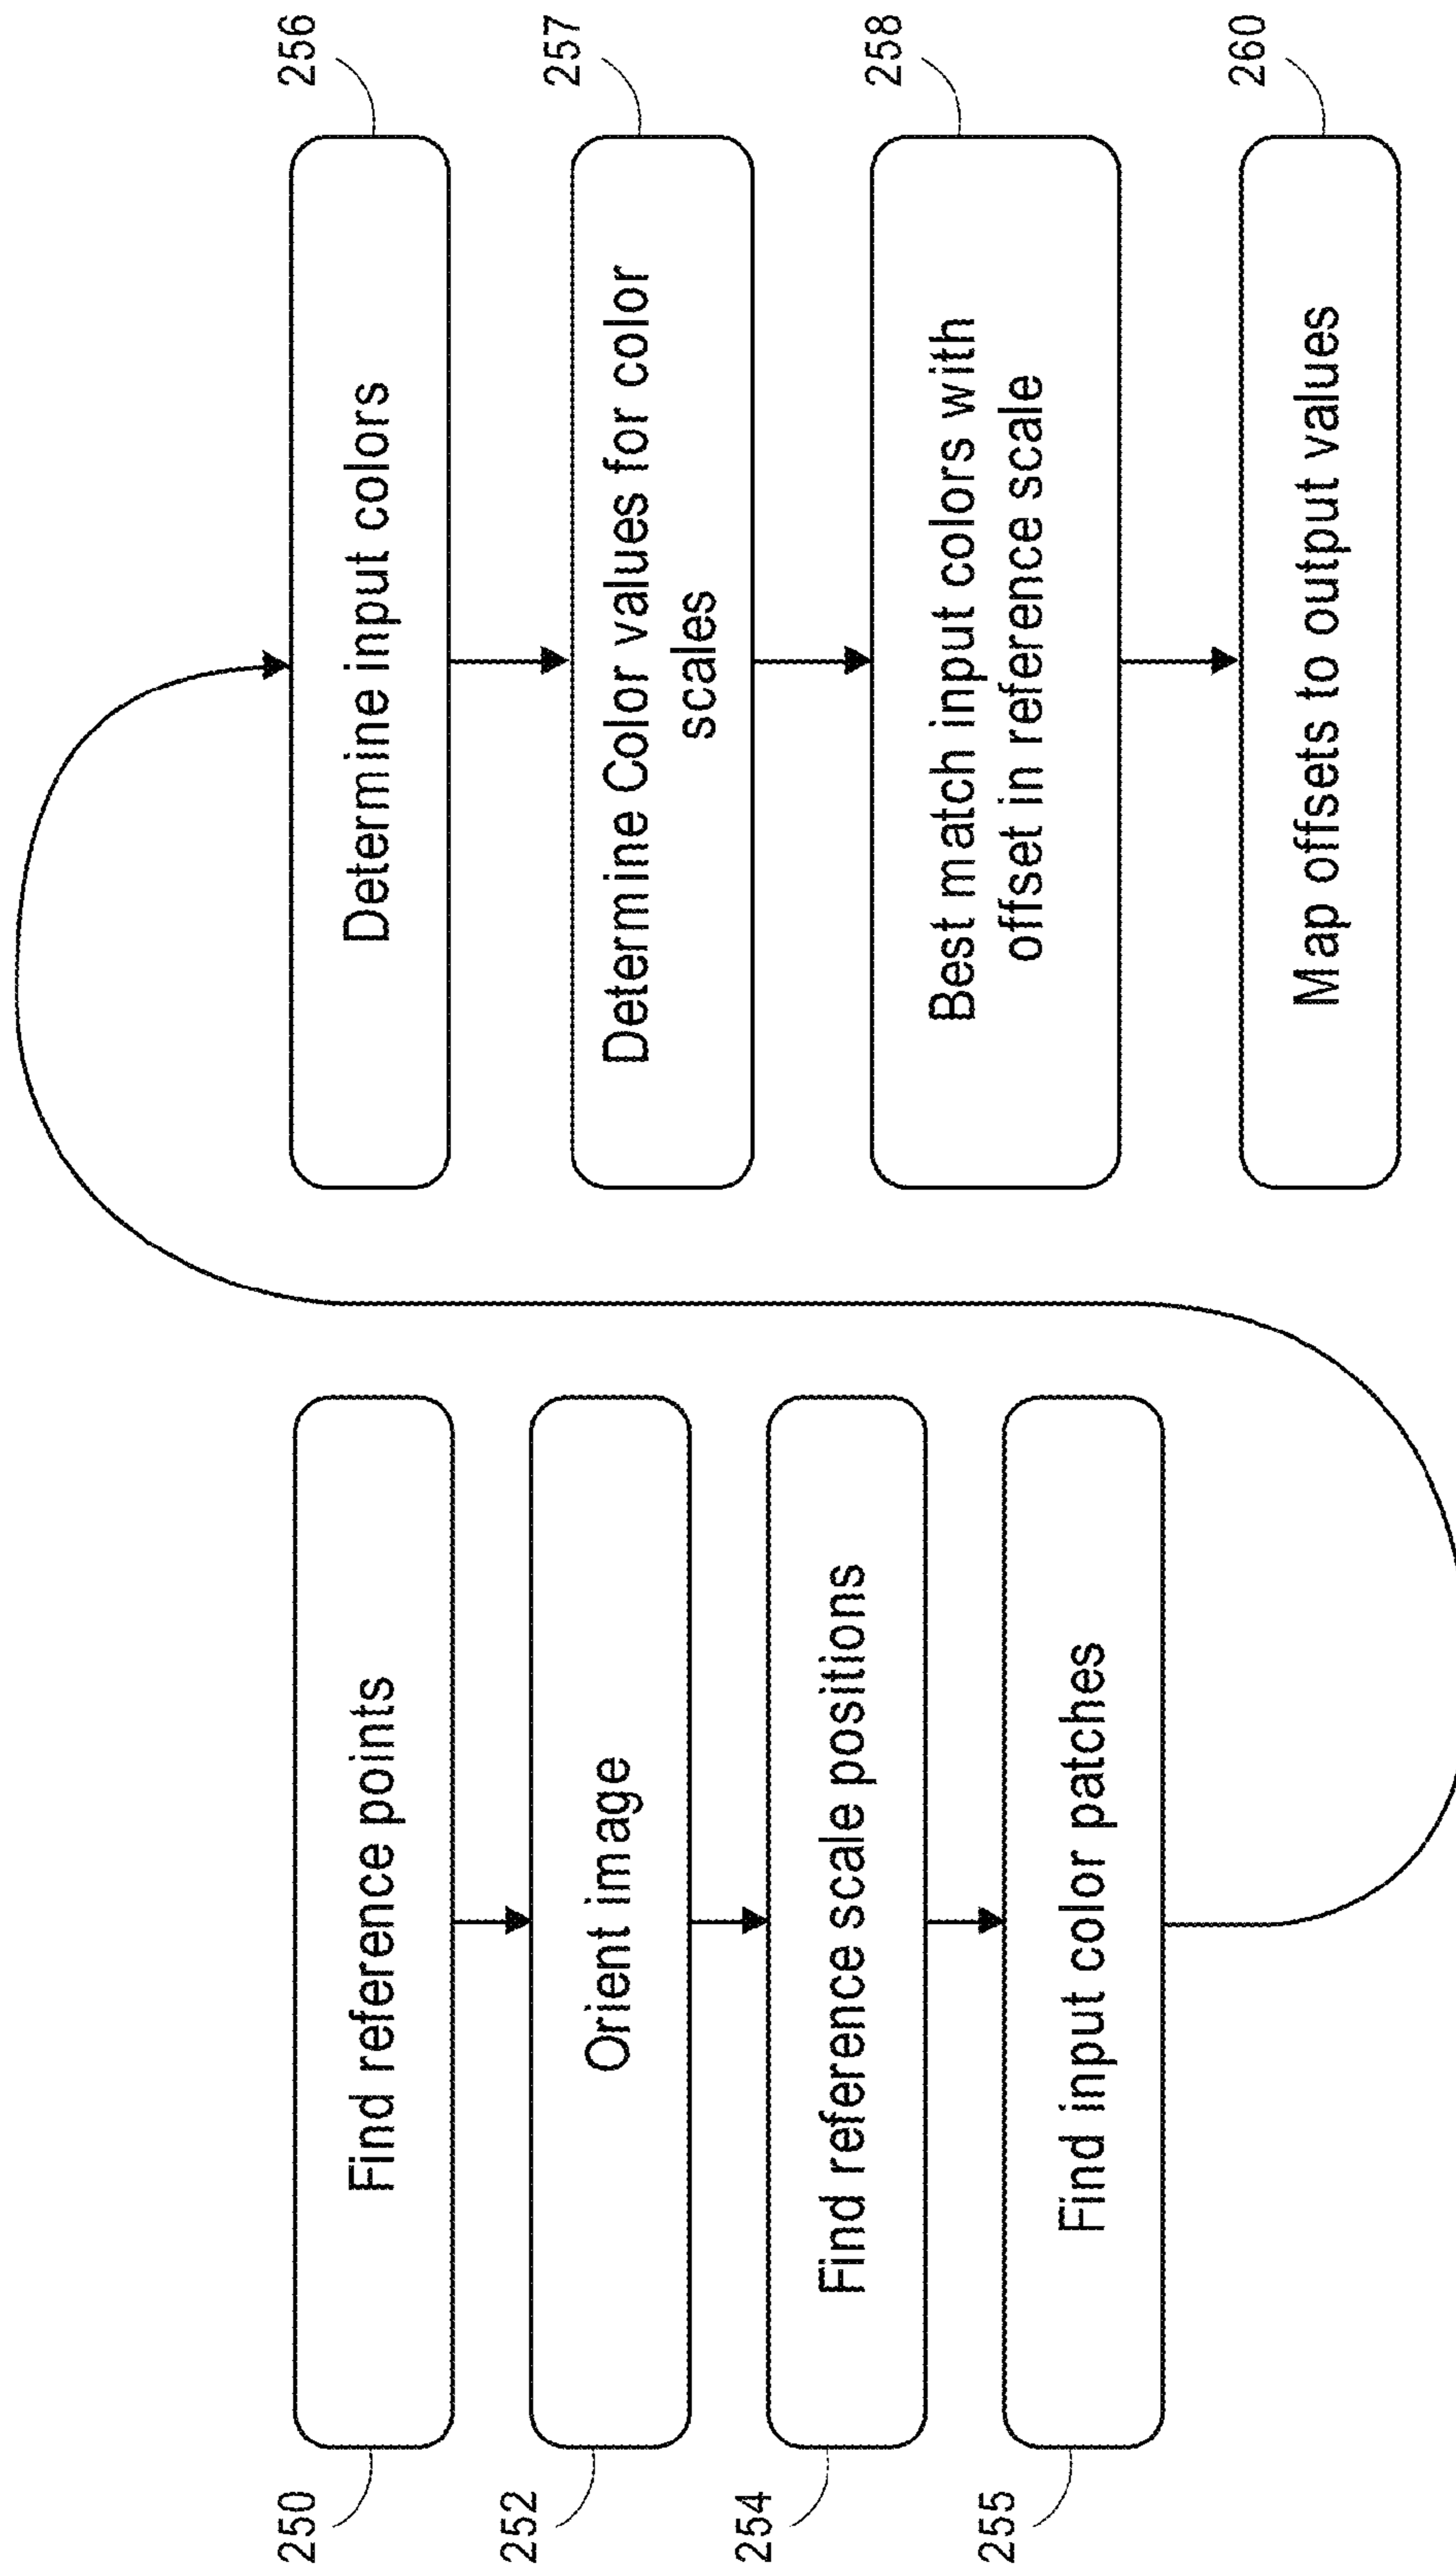 250
Find reference points
252
Orient image
254
Find reference scale positions
255
Find input color patches
256
Determine input colors
257
Determine Color values for color
scales
258
Best match input colors with
offset in reference scale
260
Map offsets to output values